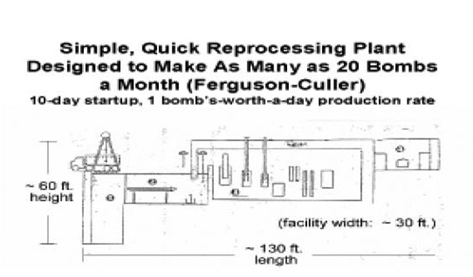 Simple, Quick Reprocessing Plant
Designed to Make As Many as 20 Bombs
a Month (Ferguson-Culler)
10-day startup, 1 bomb's-worth-a-day production rate
~ 60 ft.
height
(facility width: ~ 30 ft.)
~ 130 ft.
length